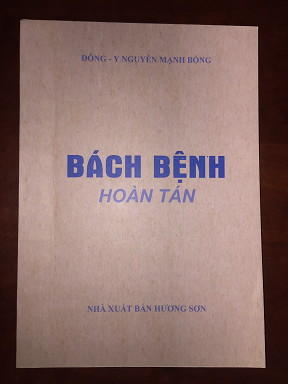 ĐÔNG - Y NGUYỄN MẠNH BỔNG
BÁCH BỆNH
HOÀN TÁN
NHÀ XUẤT BẢN HƯƠNG SƠN